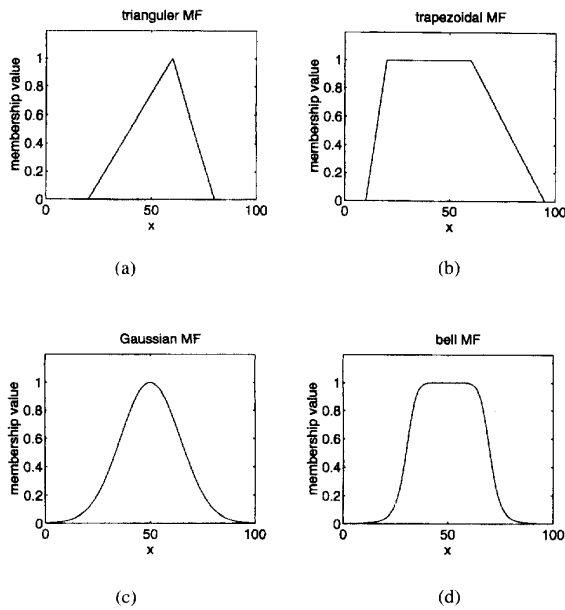 trianguler MF
trapezoidal MF
membership value
1
0.8
0.6
0.4
0.2
0
0 50 100
x
membership value
1
0.8
0.6
0.4
0.2
0
0 50 100
x
(a)
(b)
Gaussian MF
bell MF
membership value
1
0.8
0.6
0.4
0.2
0
0 50 100
x
membership value
1
0.8
0.6
0.4
0.2
0
0 50 100
x
(c)
(d)